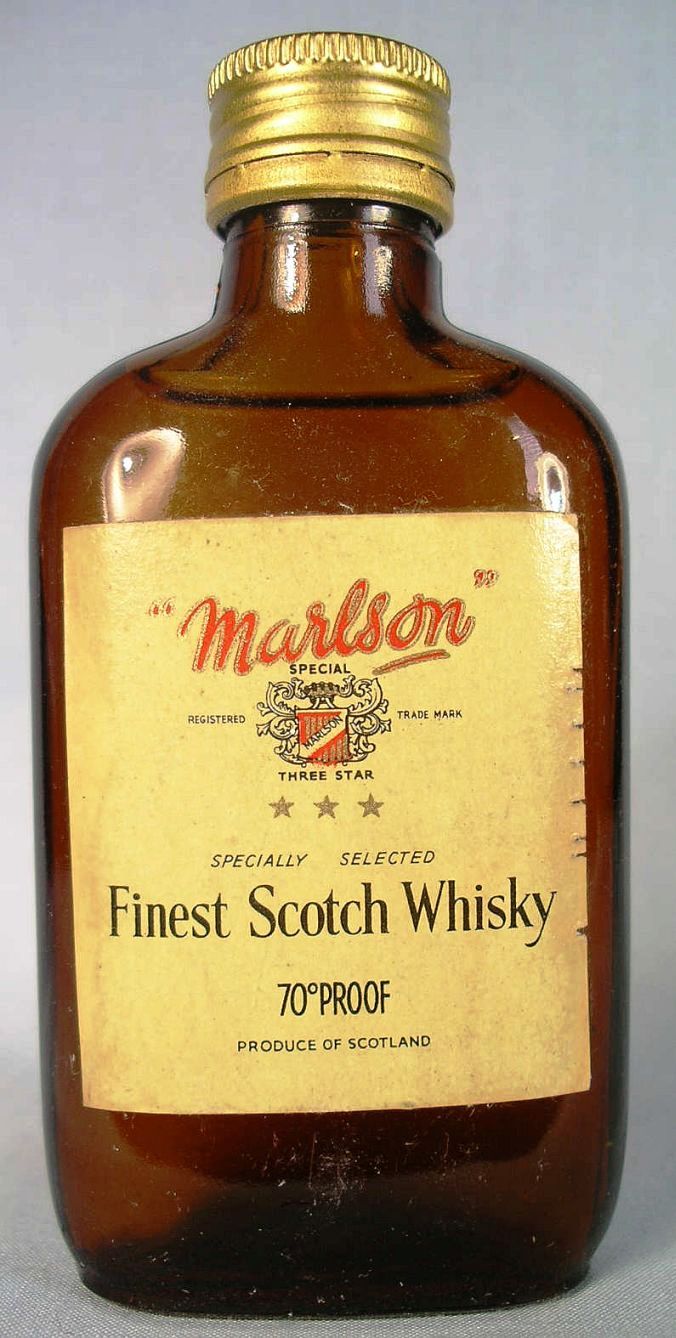 "Marlson"
SPECIAL
REGISTERED TRADE MARK
MARLSON
THREE STAR
SPECIALLY SELECTED
Finest Scotch Whisky
70°PROOF
PRODUCE OF SCOTLAND